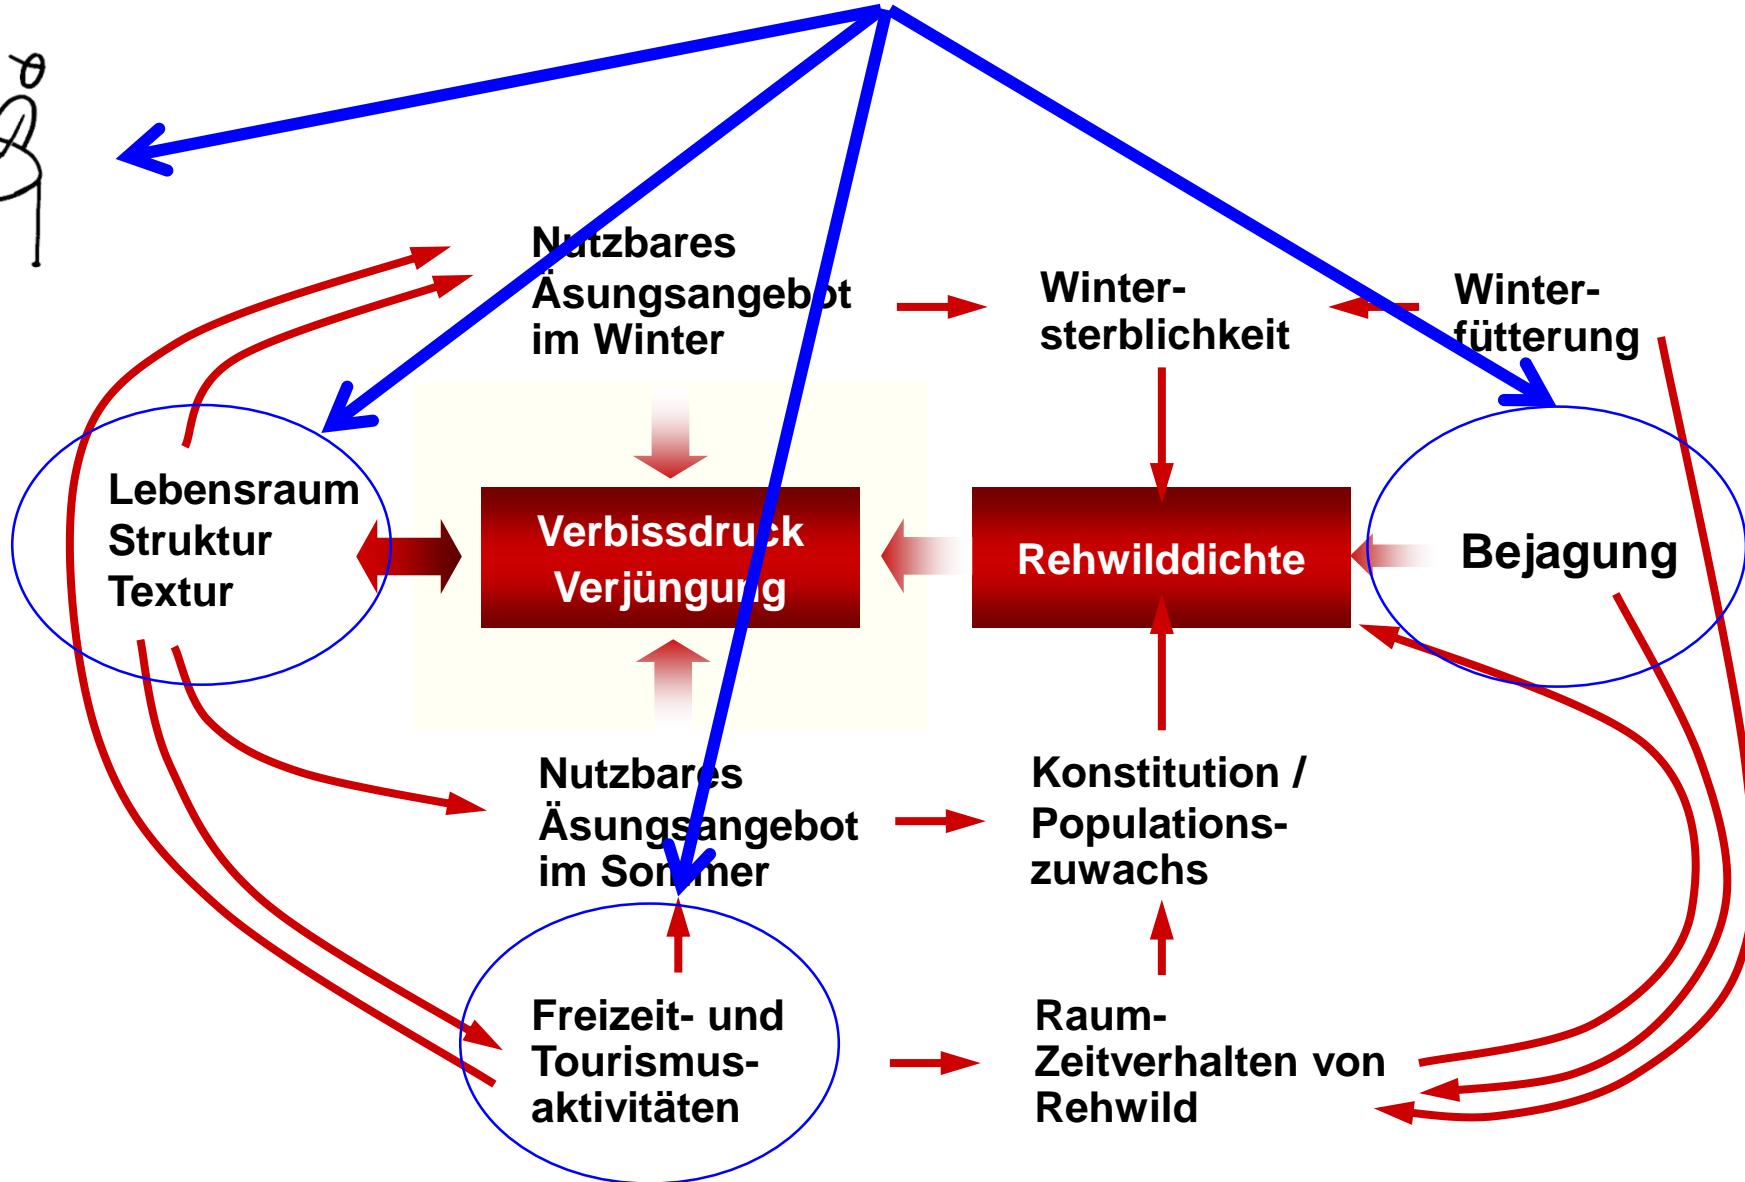 Nutzbares
Äsungsangebot
im Winter
Winter-
sterblichkeit
Winter-
fütterung
Lebensraum
Struktur
Textur
Verbissdruck
Verjüngung
Rehwilddichte
Bejagung
Nutzbares
Äsungsangebot
im Sommer
Konstitution /
Populations-
zuwachs
Freizeit- und
Tourismus-
aktivitäten
Raum-
Zeitverhalten von
Rehwild